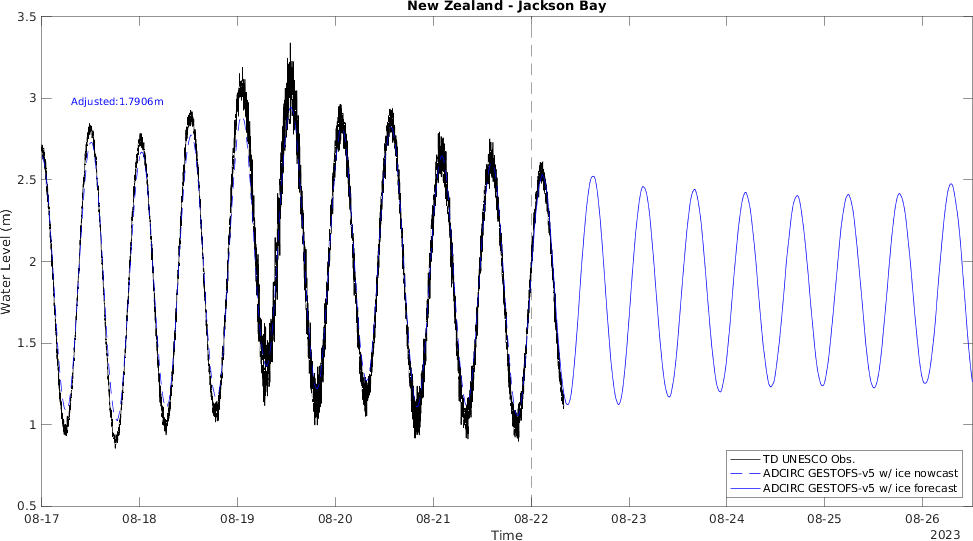 New Zealand - Jackson Bay
3.5
3
2.5
2
1.5
1
0.5
Water Level (m)
Adjusted:1.7906m
TD UNESCO Obs.
ADCIRC GESTOFS-v5 w/ ice nowcast
ADCIRC GESTOFS-v5 w/ ice forecast
08-17 08-18 08-19 08-20 08-21 08-22 08-23 08-24 08-25 08-26
Time
2023